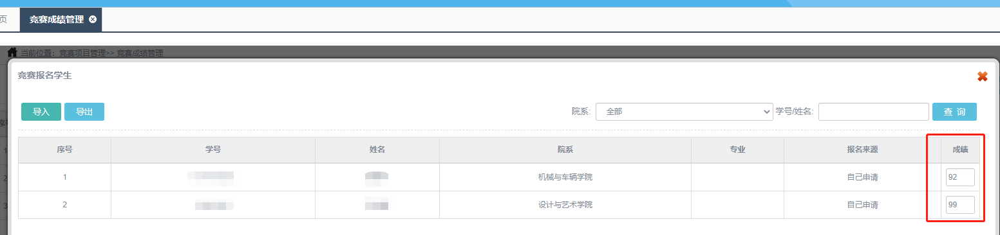 页 竞赛成绩管理
当前位置：竞赛项目管理>> 竞赛成绩管理
竞赛报名学生
导入 导出 院系: 全部 学号/姓名: 查 询
序号 学号 姓名 院系 专业 报名来源 成绩
1 机械与车辆学院 自己申请 92
2 设计与艺术学院 自己申请 99